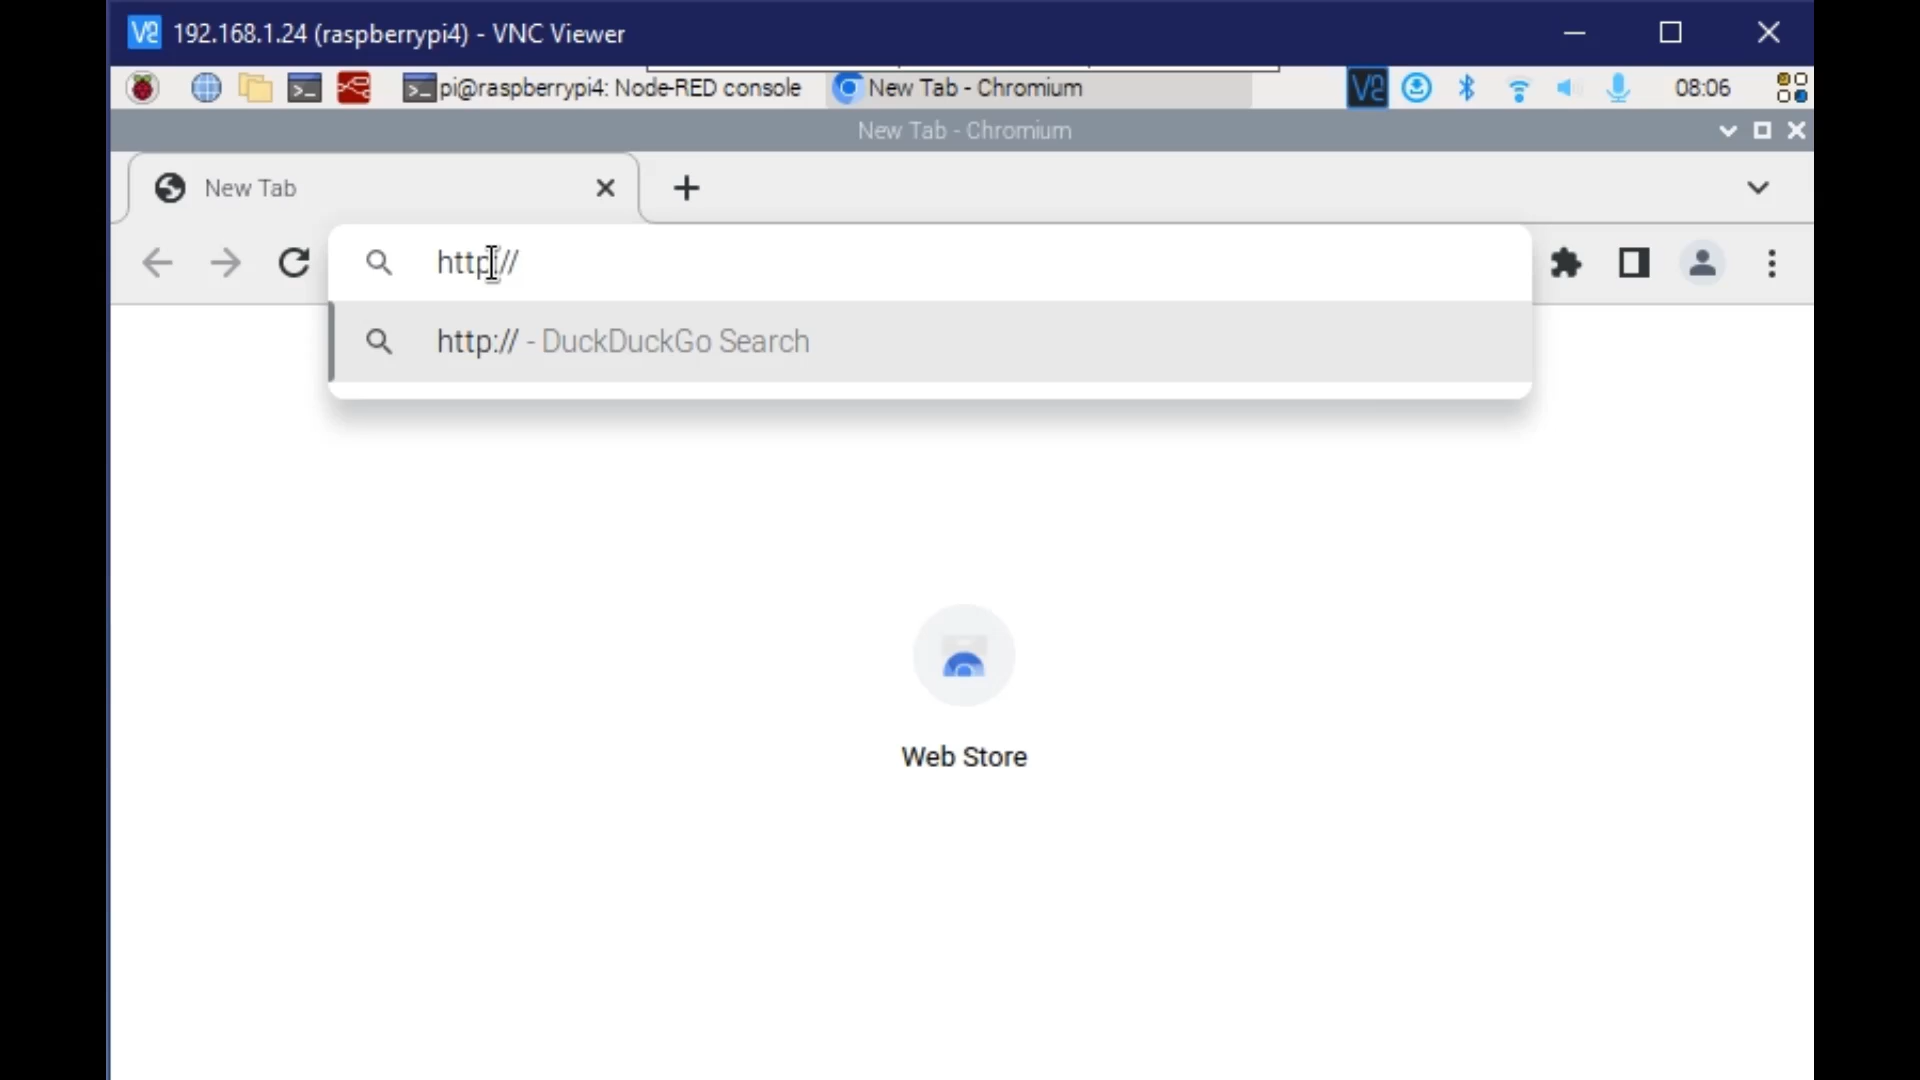 192.168.1.24 (raspberrypi4) - VNC Viewer
pi@raspberrypi4: Node-RED console
New Tab - Chromium
08:06
New Tab - Chromium
New Tab
http://
http:// - DuckDuckGo Search
Web Store